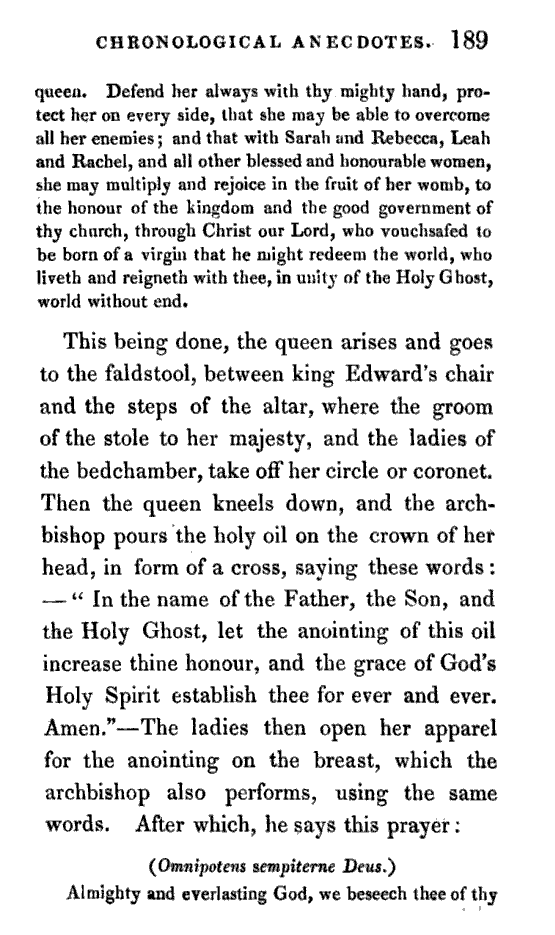 CHRONOLOGICAL ANECDOTES. 189
queen. Defend her always with thy mighty hand, pro-
tect her on every side, that she may be able to overcome
all her enemies; and that with Sarah and Rebecca, Leah
and Rachel, and all other blessed and honourable women,
she may multiply and rejoice in the fruit of her womb, to
the honour of the kingdom and the good government of
thy church, through Christ our Lord, who vouchsafed to
be born of a virgin that he might redeem the world, who
liveth and reigneth with thee, in unity of the Holy Ghost,
world without end.
This being done, the queen arises and goes
to the faldstool, between king Edward's chair
and the steps of the altar, where the groom
of the stole to her majesty, and the ladies of
the bedchamber, take off her circle or coronet.
Then the queen kneels down, and the arch-
bishop pours the holy oil on the crown of her
head, in form of a cross, saying these words:
—“ In the name of the Father, the Son, and
the Holy Ghost, let the anointing of this oil
increase thine honour, and the grace of God's
Holy Spirit establish thee for ever and ever.
Amen.”—The ladies then open her apparel
for the anointing on the breast, which the
archbishop also performs, using the same
words. After which, he says this prayer:
(Omnipotens sempiterne Deus.)
Almighty and everlasting God, we beseech thee of thy